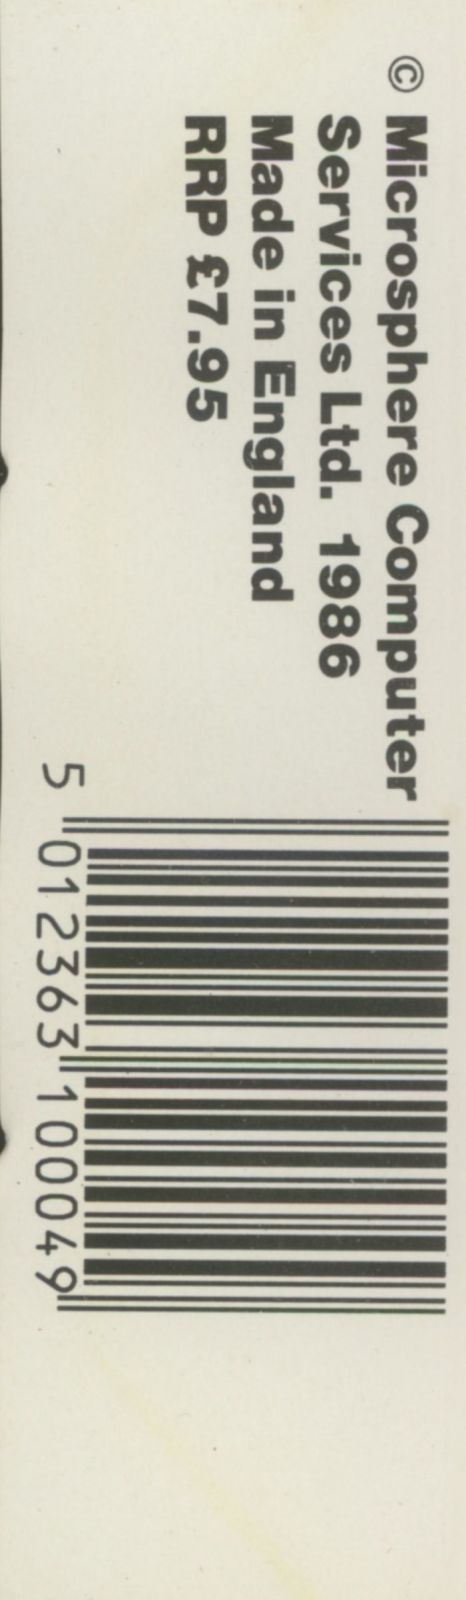 © Microsphere Computer
Services Ltd. 1986
Made in England
RRP £7.95
5 012363 100049